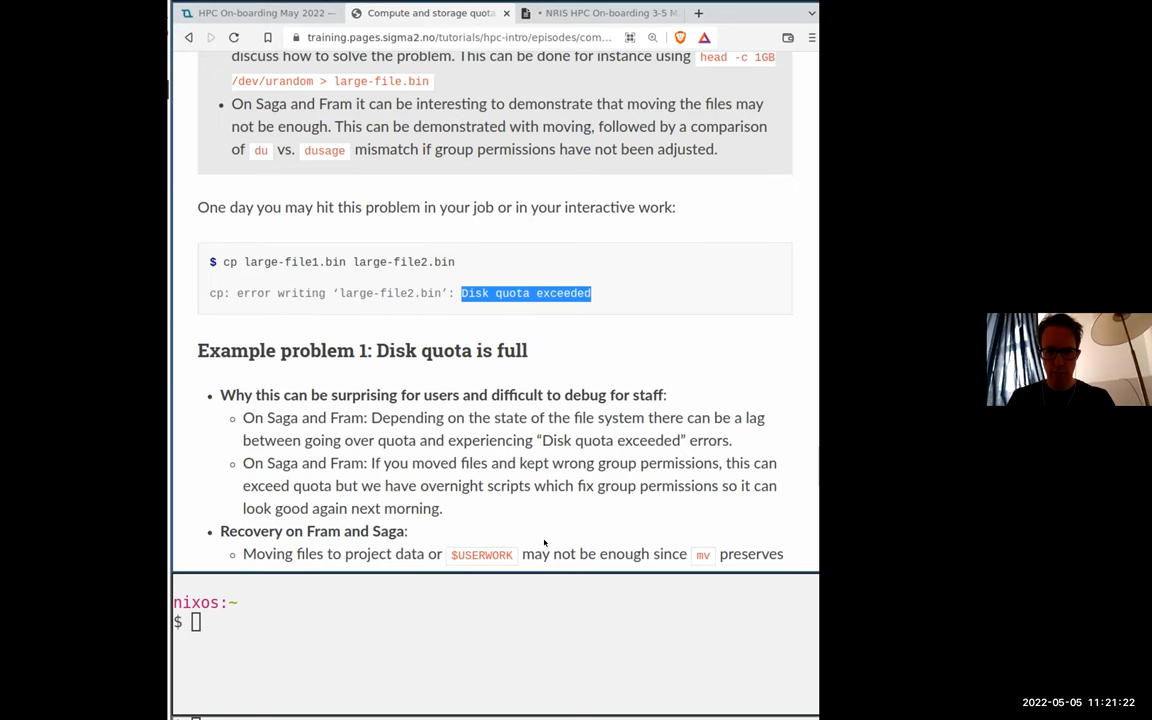 HPC On-boarding May 2022 —
Compute and storage quota
• NRIS HPC On-boarding 3-5 M
training.pages.sigma2.no/tutorials/hpc-intro/episodes/com...
discuss how to solve the problem. This can be done for instance using head -c 1GB
/dev/urandom > large-file.bin
• On Saga and Fram it can be interesting to demonstrate that moving the files may
not be enough. This can be demonstrated with moving, followed by a comparison
of du vs. dusage mismatch if group permissions have not been adjusted.
One day you may hit this problem in your job or in your interactive work:
$ cp large-file1.bin large-file2.bin
cp: error writing ‘large-file2.bin’: Disk quota exceeded
Example problem 1: Disk quota is full
• Why this can be surprising for users and difficult to debug for staff:
◦ On Saga and Fram: Depending on the state of the file system there can be a lag
between going over quota and experiencing “Disk quota exceeded” errors.
◦ On Saga and Fram: If you moved files and kept wrong group permissions, this can
exceed quota but we have overnight scripts which fix group permissions so it can
look good again next morning.
• Recovery on Fram and Saga:
◦ Moving files to project data or $USERWORK may not be enough since mv preserves
nixos:~
$
2022-05-05 11:21:22